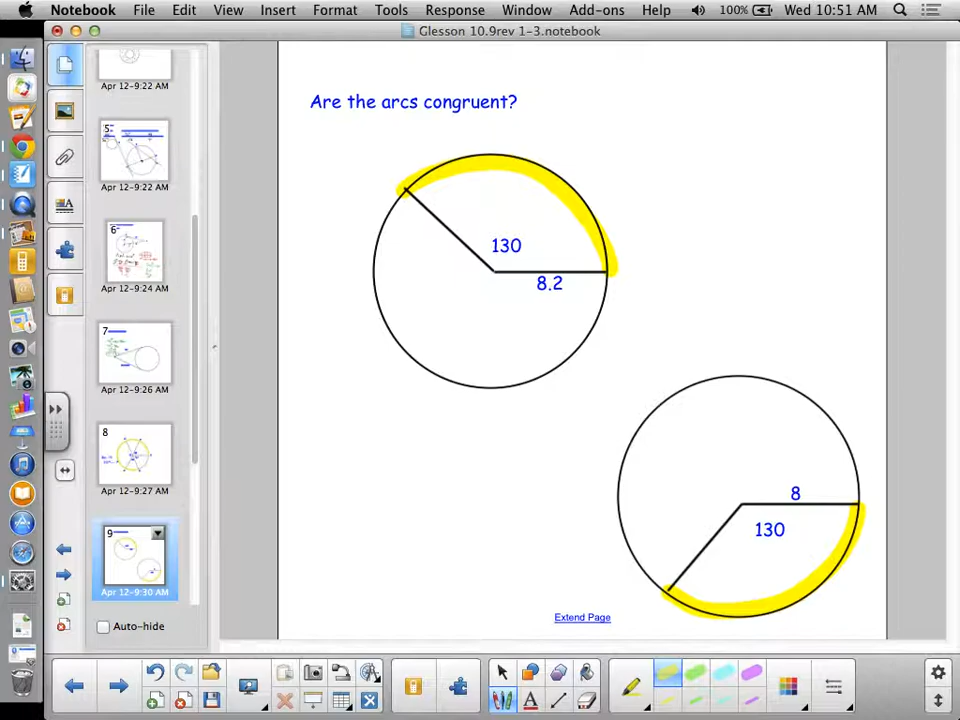 Notebook File Edit View Insert Format Tools Response Window Add-ons Help 100% Wed 10:51 AM
Glesson 10.9rev 1-3.notebook
Are the arcs congruent?
130
8.2
8
130
Extend Page
Apr 12-9:22 AM
5
Apr 12-9:22 AM
6
Apr 12-9:24 AM
7
Apr 12-9:26 AM
8
Apr 12-9:27 AM
9
Apr 12-9:30 AM
Auto-hide
A